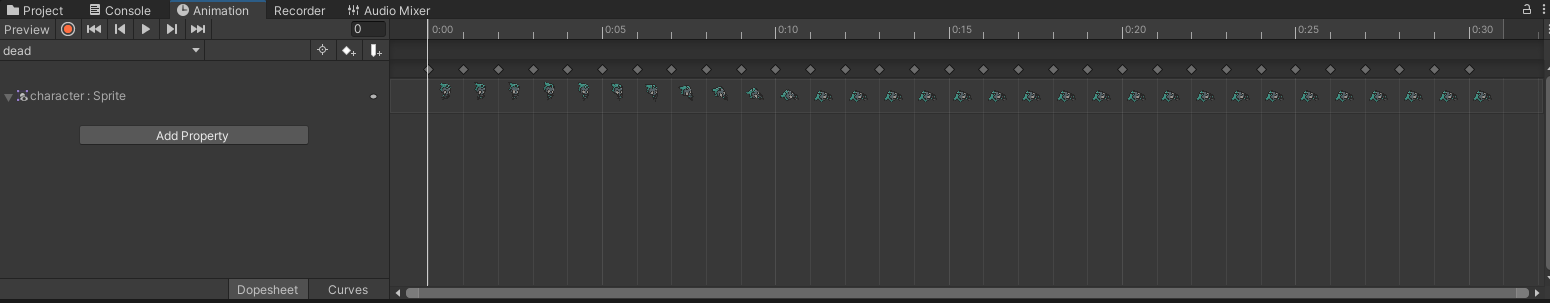 Project Console Animation Recorder Audio Mixer
Preview 0 0:00 0:05 0:10 0:15 0:20 0:25 0:30
dead
character : Sprite
Add Property
Dopesheet Curves